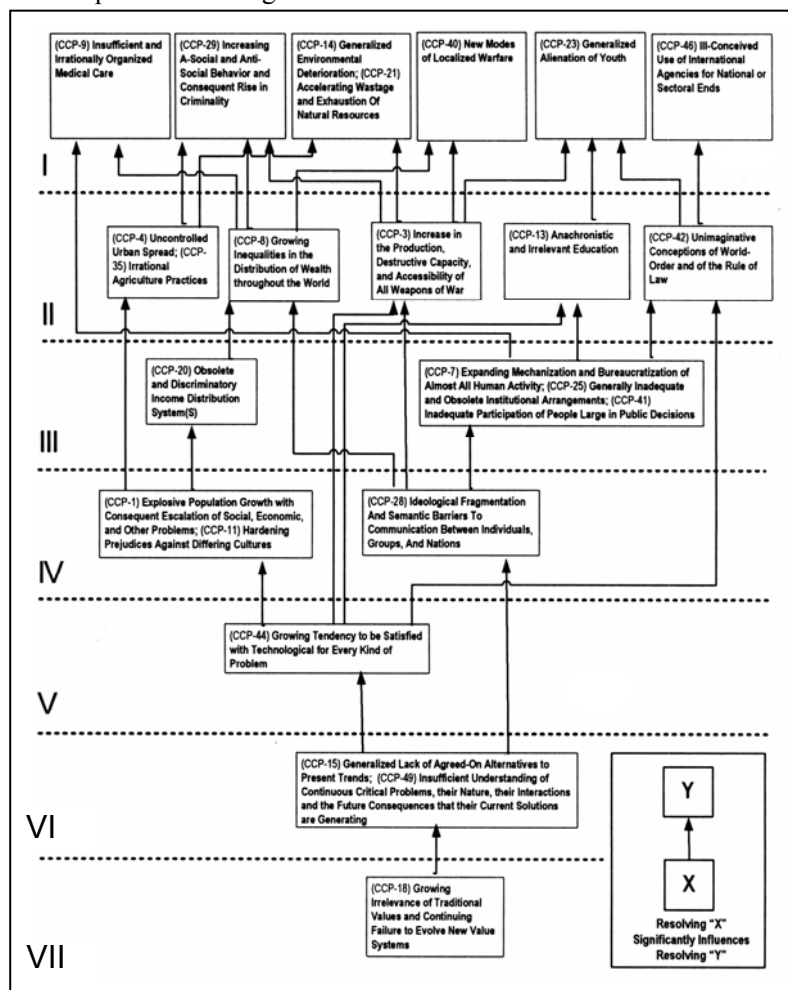 (CCP-9) Insufficient and
Irrationally Organized
Medical Care
(CCP-29) Increasing
A-Social and Anti-
Social Behavior and
Consequent Rise in
Criminality
(CCP-14) Generalized
Environmental
Deterioration; (CCP-21)
Accelerating Wastage
and Exhaustion Of
Natural Resources
(CCP-40) New Modes
of Localized Warfare
(CCP-23) Generalized
Alienation of Youth
(CCP-46) Ill-Conceived
Use of International
Agencies for National or
Sectoral Ends
I
(CCP-4) Uncontrolled
Urban Spread; (CCP-
35) Irrational
Agriculture Practices
(CCP-8) Growing
Inequalities in the
Distribution of Wealth
throughout the World
(CCP-3) Increase in
the Production,
Destructive Capacity,
and Accessibility of
All Weapons of War
(CCP-13) Anachronistic
and Irrelevant Education
(CCP-42) Unimaginative
Conceptions of World-
Order and of the Rule of
Law
II
(CCP-20) Obsolete
and Discriminatory
Income Distribution
System(S)
(CCP-7) Expanding Mechanization and Bureaucratization of
Almost All Human Activity; (CCP-25) Generally Inadequate
and Obsolete Institutional Arrangements; (CCP-41)
Inadequate Participation of People Large in Public Decisions
III
(CCP-1) Explosive Population Growth with
Consequent Escalation of Social, Economic,
and Other Problems; (CCP-11) Hardening
Prejudices Against Differing Cultures
(CCP-28) Ideological Fragmentation
And Semantic Barriers To
Communication Between Individuals,
Groups, And Nations
IV
(CCP-44) Growing Tendency to be Satisfied
with Technological for Every Kind of
Problem
V
(CCP-15) Generalized Lack of Agreed-On Alternatives to
Present Trends; (CCP-49) Insufficient Understanding of
Continuous Critical Problems, their Nature, their Interactions
and the Future Consequences that their Current Solutions
are Generating
VI
(CCP-18) Growing
Irrelevance of Traditional
Values and Continuing
Failure to Evolve New Value
Systems
VII
Y
X
Resolving "X"
Significantly Influences
Resolving "Y"